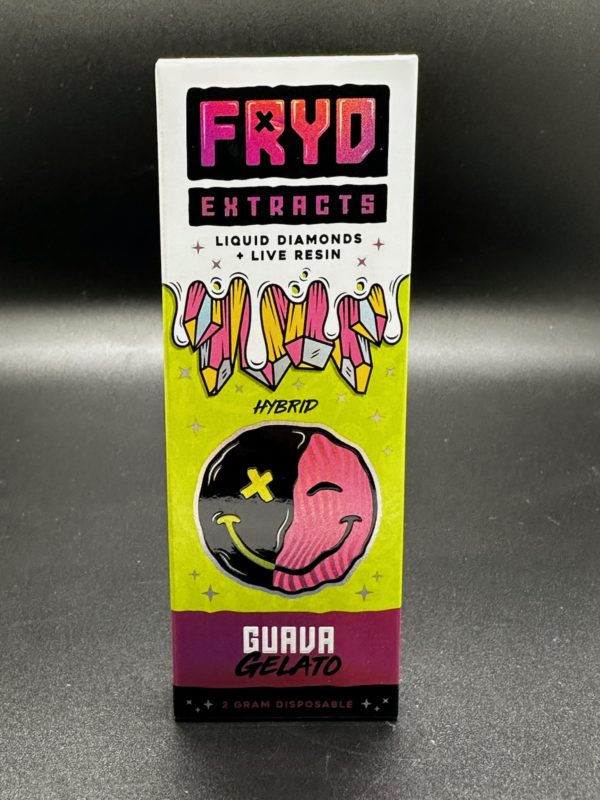 FRYD
EXTRACTS
LIQUID DIAMONDS
+ LIVE RESIN
HYBRID
GUAVA
GELATO
2 GRAM DISPOSABLE